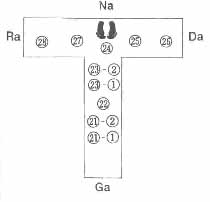 Na
Ra ㉘ ㉗ ㉔ ㉕ ㉖ Da
㉓-②
㉓-①
㉒
㉑-②
㉑-①
Ga